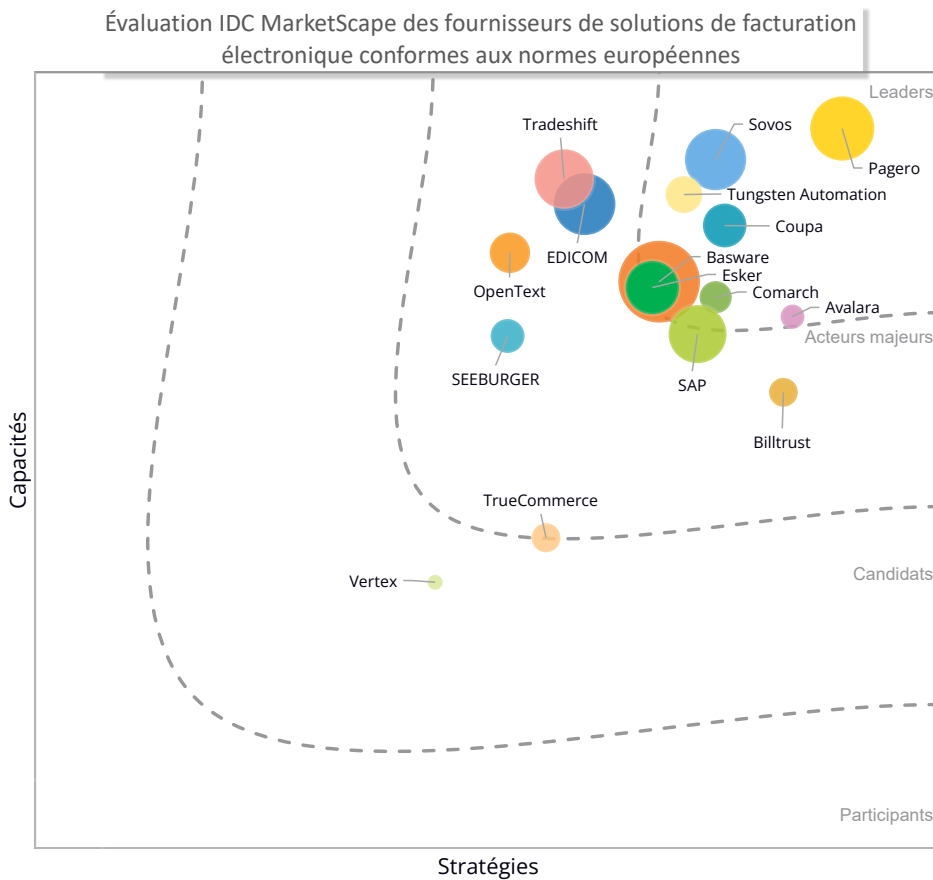 Évaluation IDC MarketScape des fournisseurs de solutions de facturation
électronique conformes aux normes européennes
Leaders
Tradeshift
Sovos
Pagero
Tungsten Automation
Coupa
EDICOM
Basware
Esker
OpenText
Comarch
Avalara
Acteurs majeurs
SEEBURGER
SAP
Billtrust
Capacités
TrueCommerce
Candidats
Vertex
Participants
Stratégies